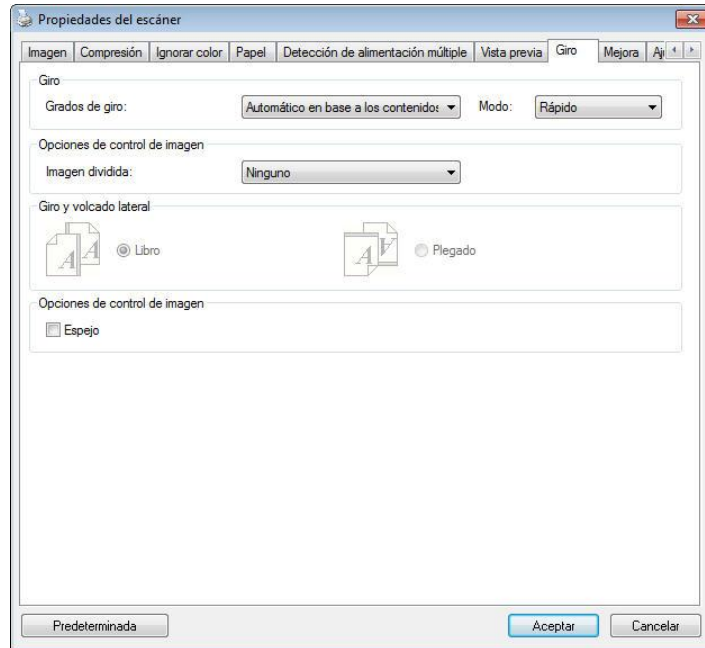 Propiedades del escáner
Imagen Compresión Ignorar color Papel Detección de alimentación múltiple Vista previa Giro Mejora Aju
Giro
Grados de giro: Automático en base a los contenidos Modo: Rápido
Opciones de control de imagen
Imagen dividida: Ninguno
Giro y volcado lateral
A A Libro A A Plegado
Opciones de control de imagen
Espejo
Predeterminada Aceptar Cancelar